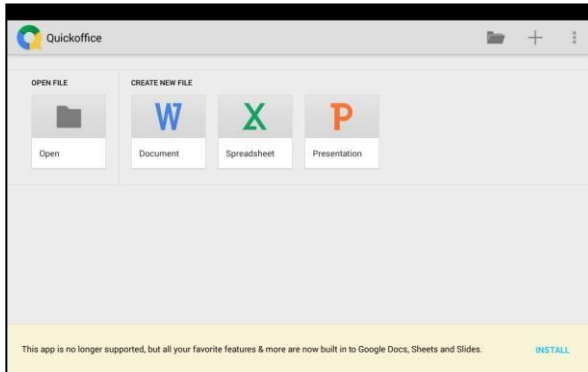 Quickoffice
OPEN FILE
CREATE NEW FILE
W
X
P
Open
Document
Spreadsheet
Presentation
This app is no longer supported, but all your favorite features & more are now built in to Google Docs, Sheets and Slides.
INSTALL